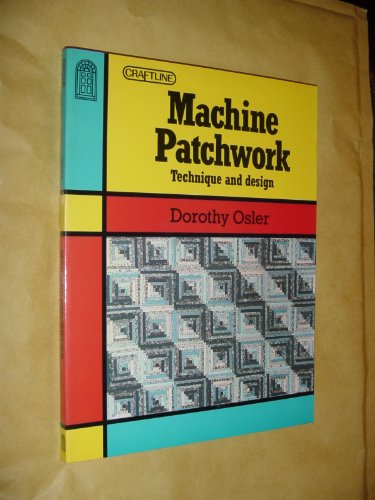 CRAFTLINE
Machine
Patchwork
Technique and design
Dorothy Osler